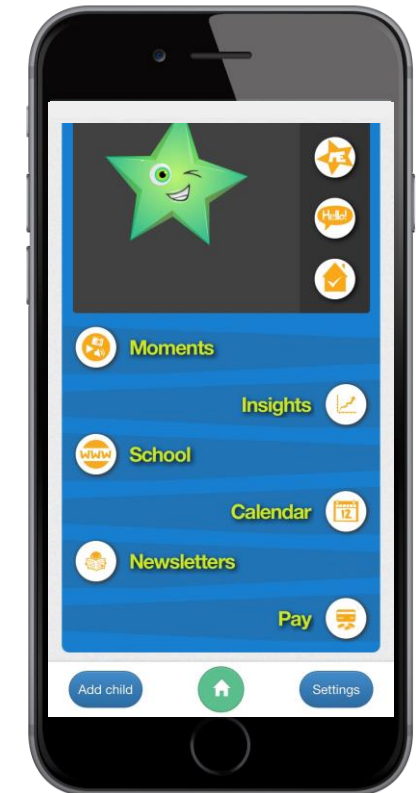 ME
Hello!
Moments
Insights
WWW
School
Calendar
12
Newsletters
Pay
Add child
Settings